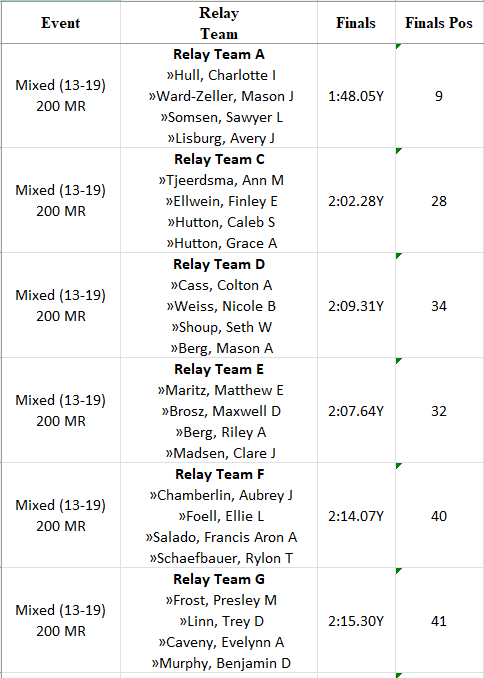 Event Relay Team Finals Finals Pos
Mixed (13-19) 200 MR
Relay Team A
»Hull, Charlotte I
»Ward-Zeller, Mason J
»Somsen, Sawyer L
»Lisburg, Avery J
1:48.05Y 9
Mixed (13-19) 200 MR
Relay Team C
»Tjeerdsma, Ann M
»Ellwein, Finley E
»Hutton, Caleb S
»Hutton, Grace A
2:02.28Y 28
Mixed (13-19) 200 MR
Relay Team D
»Cass, Colton A
»Weiss, Nicole B
»Shoup, Seth W
»Berg, Mason A
2:09.31Y 34
Mixed (13-19) 200 MR
Relay Team E
»Maritz, Matthew E
»Brosz, Maxwell D
»Berg, Riley A
»Madsen, Clare J
2:07.64Y 32
Mixed (13-19) 200 MR
Relay Team F
»Chamberlin, Aubrey J
»Foell, Ellie L
»Salado, Francis Aron A
»Schaefbauer, Rylon T
2:14.07Y 40
Mixed (13-19) 200 MR
Relay Team G
»Frost, Presley M
»Linn, Trey D
»Caveny, Evelynn A
»Murphy, Benjamin D
2:15.30Y 41